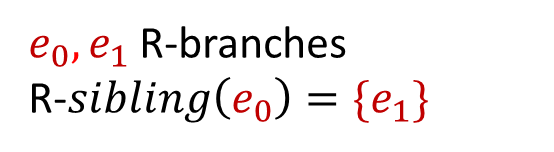 e₀, e₁ R-branches
R-sibling(e₀) = {e₁}